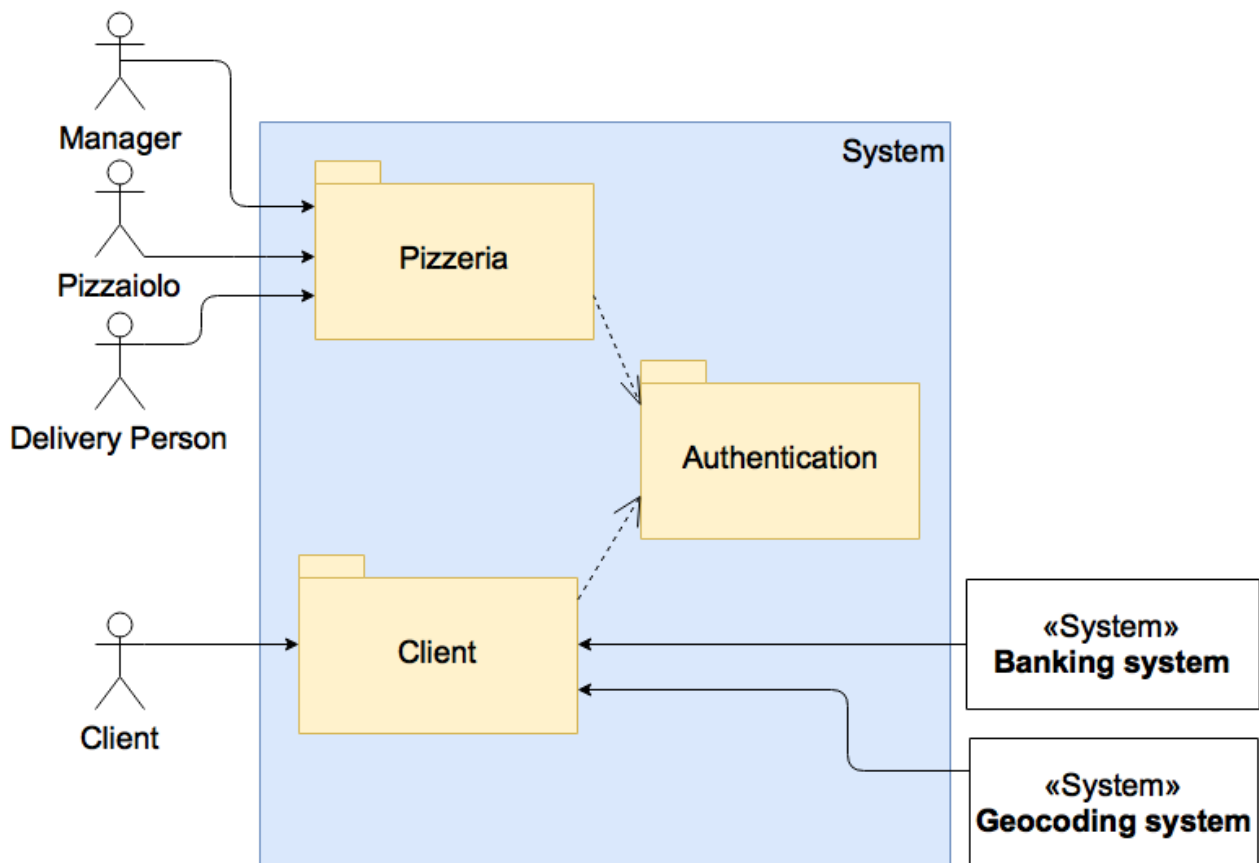 Manager
System
Pizzeria
Pizzaiolo
Delivery Person
Authentication
Client
Client
«System»
Banking system
«System»
Geocoding system